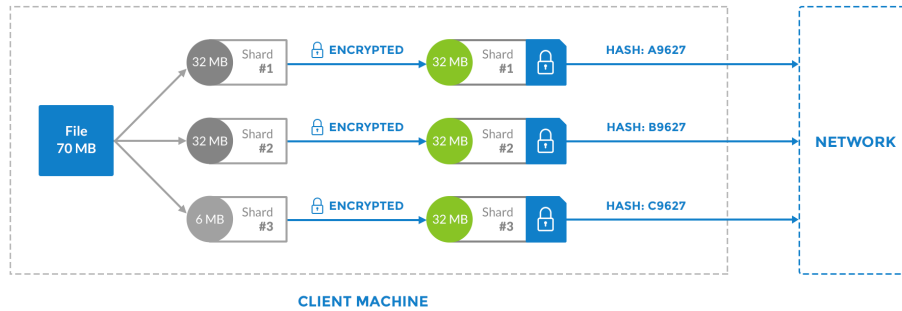 32 MB
Shard
#1
ENCRYPTED
32 MB
Shard
#1
HASH: A9627
File
70 MB
32 MB
Shard
#2
ENCRYPTED
32 MB
Shard
#2
HASH: B9627
NETWORK
6 MB
Shard
#3
ENCRYPTED
32 MB
Shard
#3
HASH: C9627
CLIENT MACHINE